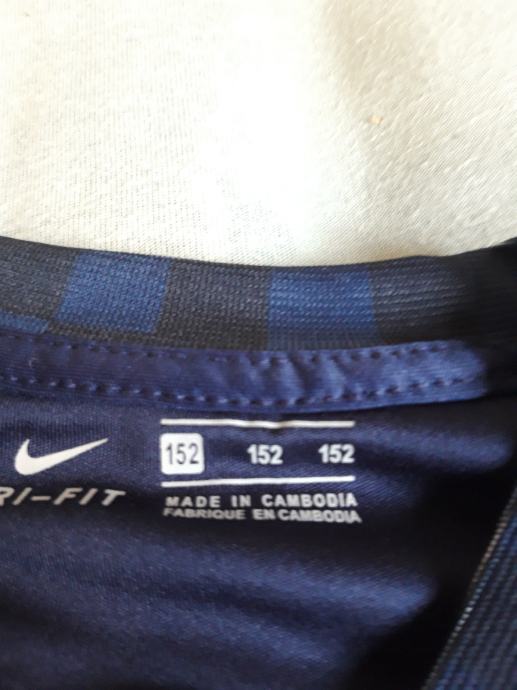 152 152 152
RI-FIT
MADE IN CAMBODIA
FABRIQUE EN CAMBODIA